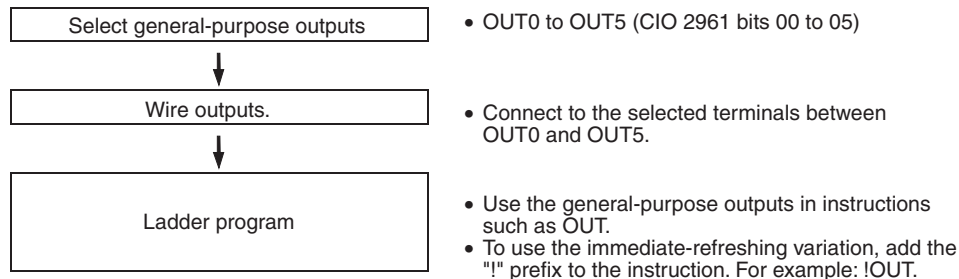 Select general-purpose outputs
• OUT0 to OUT5 (CIO 2961 bits 00 to 05)
Wire outputs.
• Connect to the selected terminals between
OUT0 and OUT5.
Ladder program
• Use the general-purpose outputs in instructions
such as OUT.
• To use the immediate-refreshing variation, add the
"!" prefix to the instruction. For example: !OUT.